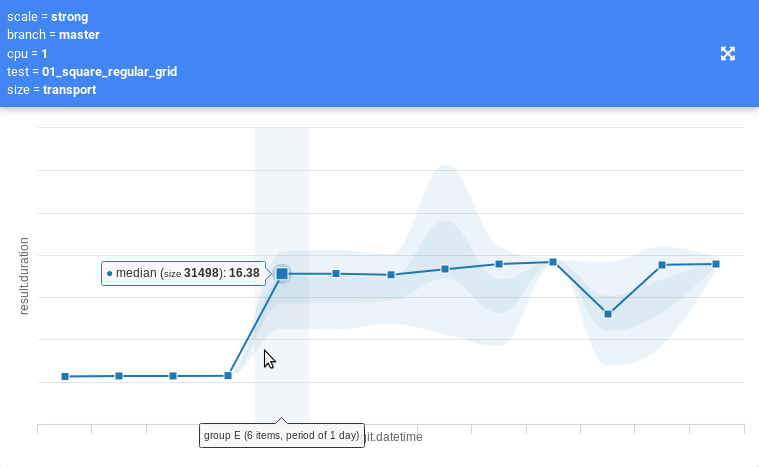 scale = strong
branch = master
cpu = 1
test = 01_square_regular_grid
size = transport
result.duration
● median (size 31498): 16.38
group E (6 items, period of 1 day)
git.datetime